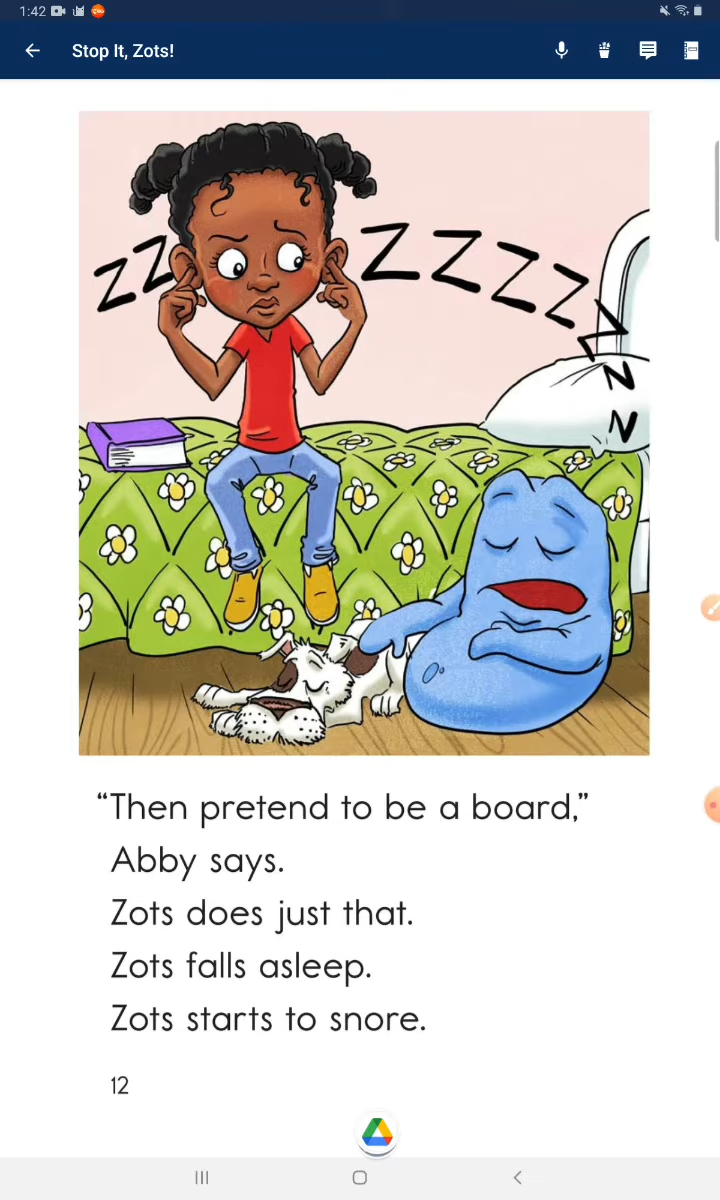 1:42
Stop It, Zots!
ZZ ZZZZZZZ
“Then pretend to be a board,”
Abby says.
Zots does just that.
Zots falls asleep.
Zots starts to snore.
12